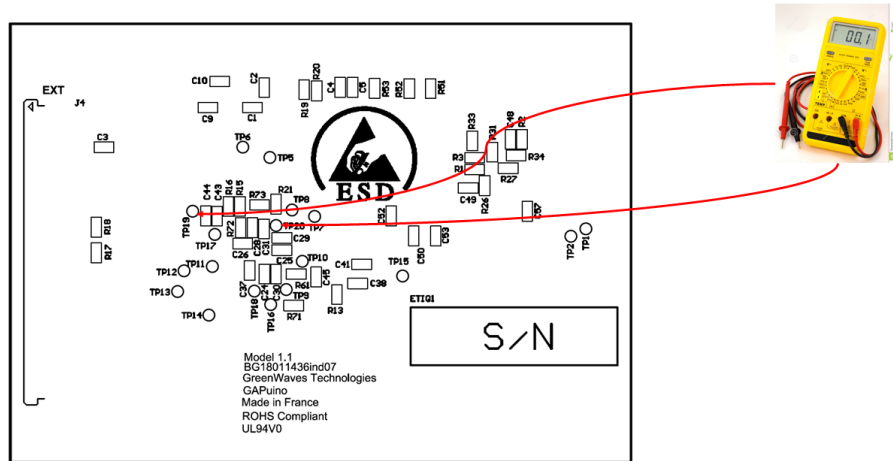 00.1
EXT
J4
C10
C2
R19
R20
C4
C5
R53
R52
R51
C9
C1
C3
TP6
TP5
ESD
R33
R31
C48
R2
R3
R1
R34
R27
C49
R26
C44
C43
R16
R15
R73
R21
TP8
TP19
TP17
R72
TP20
TP7
C52
C57
R18
R17
C26
C28
C31
C29
C25
C50
C53
TP2
TP1
TP12
TP11
TP10
C41
TP15
TP13
C37
C24
C30
R61
C45
C38
TP14
TP18
TP16
TP9
R71
R13
ETIQ1
S/N
Model 1.1
BG18011436ind07
GreenWaves Technologies
GAPuino
Made in France
ROHS Compliant
UL94V0